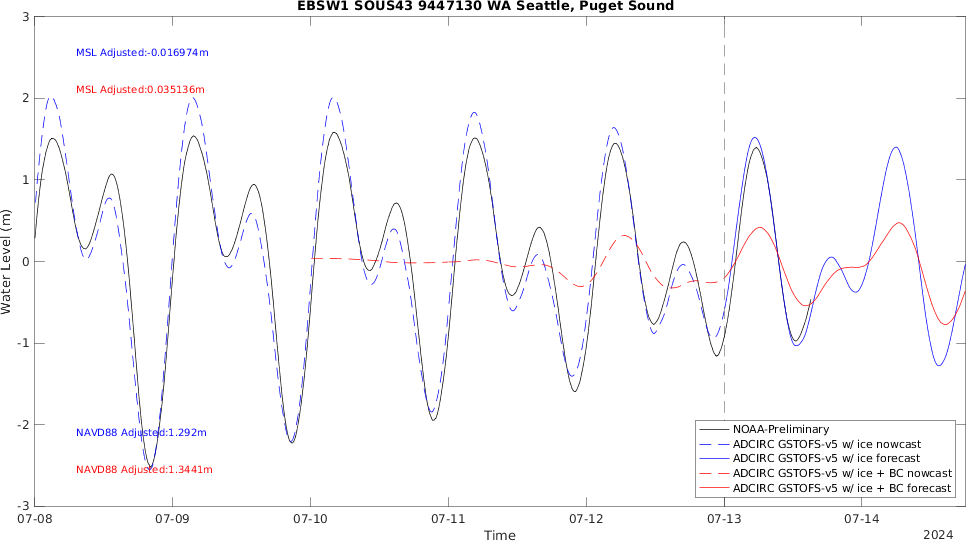 EBSW1 SOUS43 9447130 WA Seattle, Puget Sound
3
2
1
0
-1
-2
-3
Water Level (m)
MSL Adjusted:-0.016974m
MSL Adjusted:0.035136m
NAVD88 Adjusted:1.292m
NAVD88 Adjusted:1.3441m
NOAA-Preliminary
ADCIRC GSTOFS-v5 w/ ice nowcast
ADCIRC GSTOFS-v5 w/ ice forecast
ADCIRC GSTOFS-v5 w/ ice + BC nowcast
ADCIRC GSTOFS-v5 w/ ice + BC forecast
07-08 07-09 07-10 07-11 07-12 07-13 07-14
Time
2024